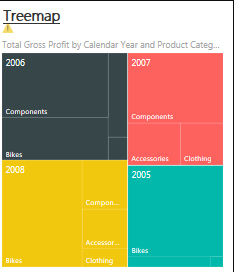 Treemap
Total Gross Profit by Calendar Year and Product Categ...
2006
Components
Bikes
2007
Components
Accessories
Clothing
2008
Compon...
Accessor...
Bikes
Clothing
2005
Bikes